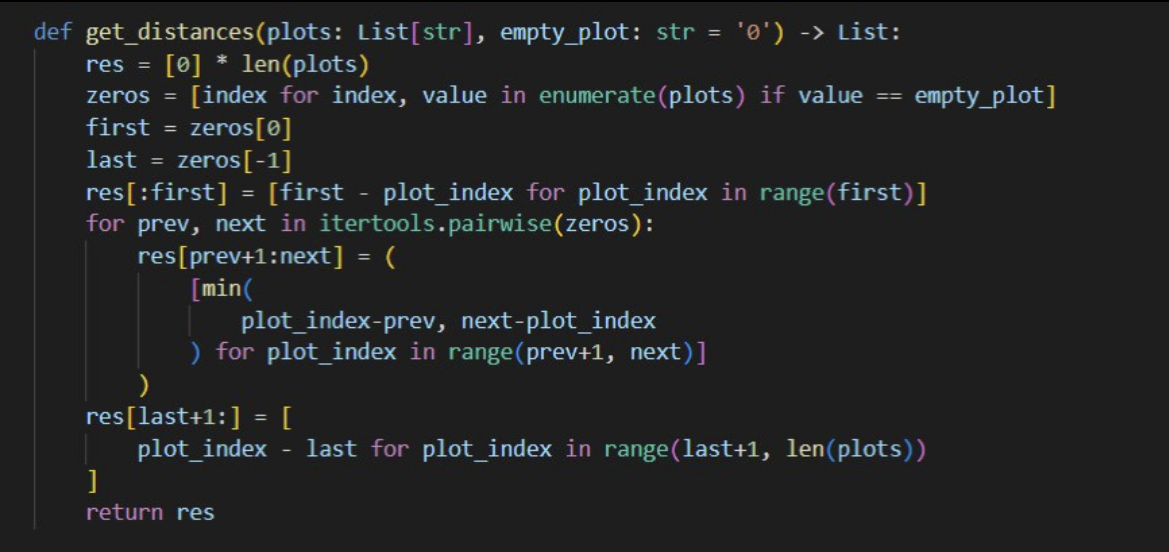 def get_distances(plots: List[str], empty_plot: str = '0') -> List:
    res = [0] * len(plots)
    zeros = [index for index, value in enumerate(plots) if value == empty_plot]
    first = zeros[0]
    last = zeros[-1]
    res[:first] = [first - plot_index for plot_index in range(first)]
    for prev, next in itertools.pairwise(zeros):
        res[prev+1:next] = (
            [min(
                plot_index-prev, next-plot_index
            ) for plot_index in range(prev+1, next)]
        )
    res[last+1:] = [
        plot_index - last for plot_index in range(last+1, len(plots))
    ]
    return res